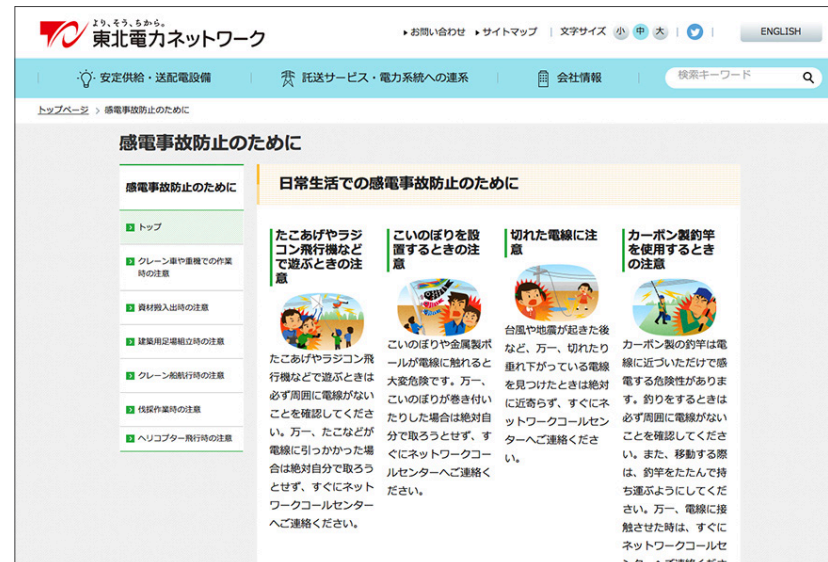 より、そう、ちから。
東北電力ネットワーク
お問い合わせ サイトマップ | 文字サイズ 小 中 大 | | ENGLISH
安定供給・送配電設備 託送サービス・電力系統への連系 会社情報 検索キーワード
トップページ > 感電事故防止のために
感電事故防止のために
感電事故防止のために
トップ
クレーン車や重機での作業
時の注意
資材搬入出時の注意
建築用足場組立時の注意
クレーン船航行時の注意
伐採作業時の注意
ヘリコプター飛行時の注意
日常生活での感電事故防止のために
たこあげやラジ
コン飛行機など
で遊ぶときの注
意
たこあげやラジコン飛
行機などで遊ぶときは
必ず周囲に電線がない
ことを確認してくださ
い。万一、たこなどが
電線に引っかかった場
合は絶対自分で取ろう
とせず、すぐにネット
ワークコールセンター
へご連絡ください。
こいのぼりを設
置するときの注
意
こいのぼりや金属製ポ
ールが電線に触れると
大変危険です。万一、
こいのぼりが巻き付い
たりした場合は絶対自
分で取ろうとせず、す
ぐにネットワークコー
ルセンターへご連絡く
ださい。
切れた電線に注
意
台風や地震が起きた後
など、万一、切れたり
垂れ下がっている電線
を見つけたときは絶対
に近寄らず、すぐにネ
ットワークコールセン
ターへご連絡くださ
い。
カーボン製釣竿
を使用するとき
の注意
カーボン製の釣竿は電
線に近づいただけで感
電する危険性がありま
す。釣りをするときは
必ず周囲に電線がない
ことを確認してくださ
い。また、移動する際
は、釣竿をたたんで持
ち運ぶようにしてくだ
さい。万一、電線に接
触させた時は、すぐに
ネットワークコールセ